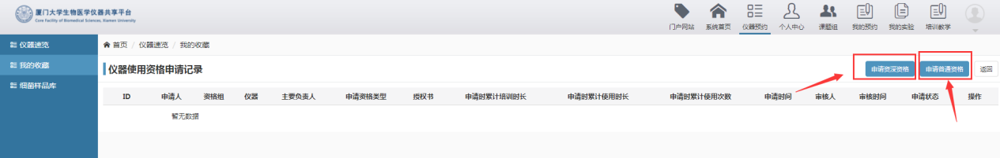 厦门大学生物医学仪器共享平台
Core Facility of Biomedical Sciences, Xiamen University
门户网站 系统首页 仪器预约 个人中心 课题组 我的预约 我的实验 培训教学
仪器速览
我的收藏
细菌样品库
首页 / 仪器速览 / 我的收藏
仪器使用资格申请记录
申请资深资格 申请普通资格 返回
ID 申请人 资格组 仪器 主要负责人 申请资格类型 授权书 申请时累计培训时长 申请时累计使用时长 申请时累计使用次数 申请时间 审核人 审核时间 申请状态 操作
暂无数据